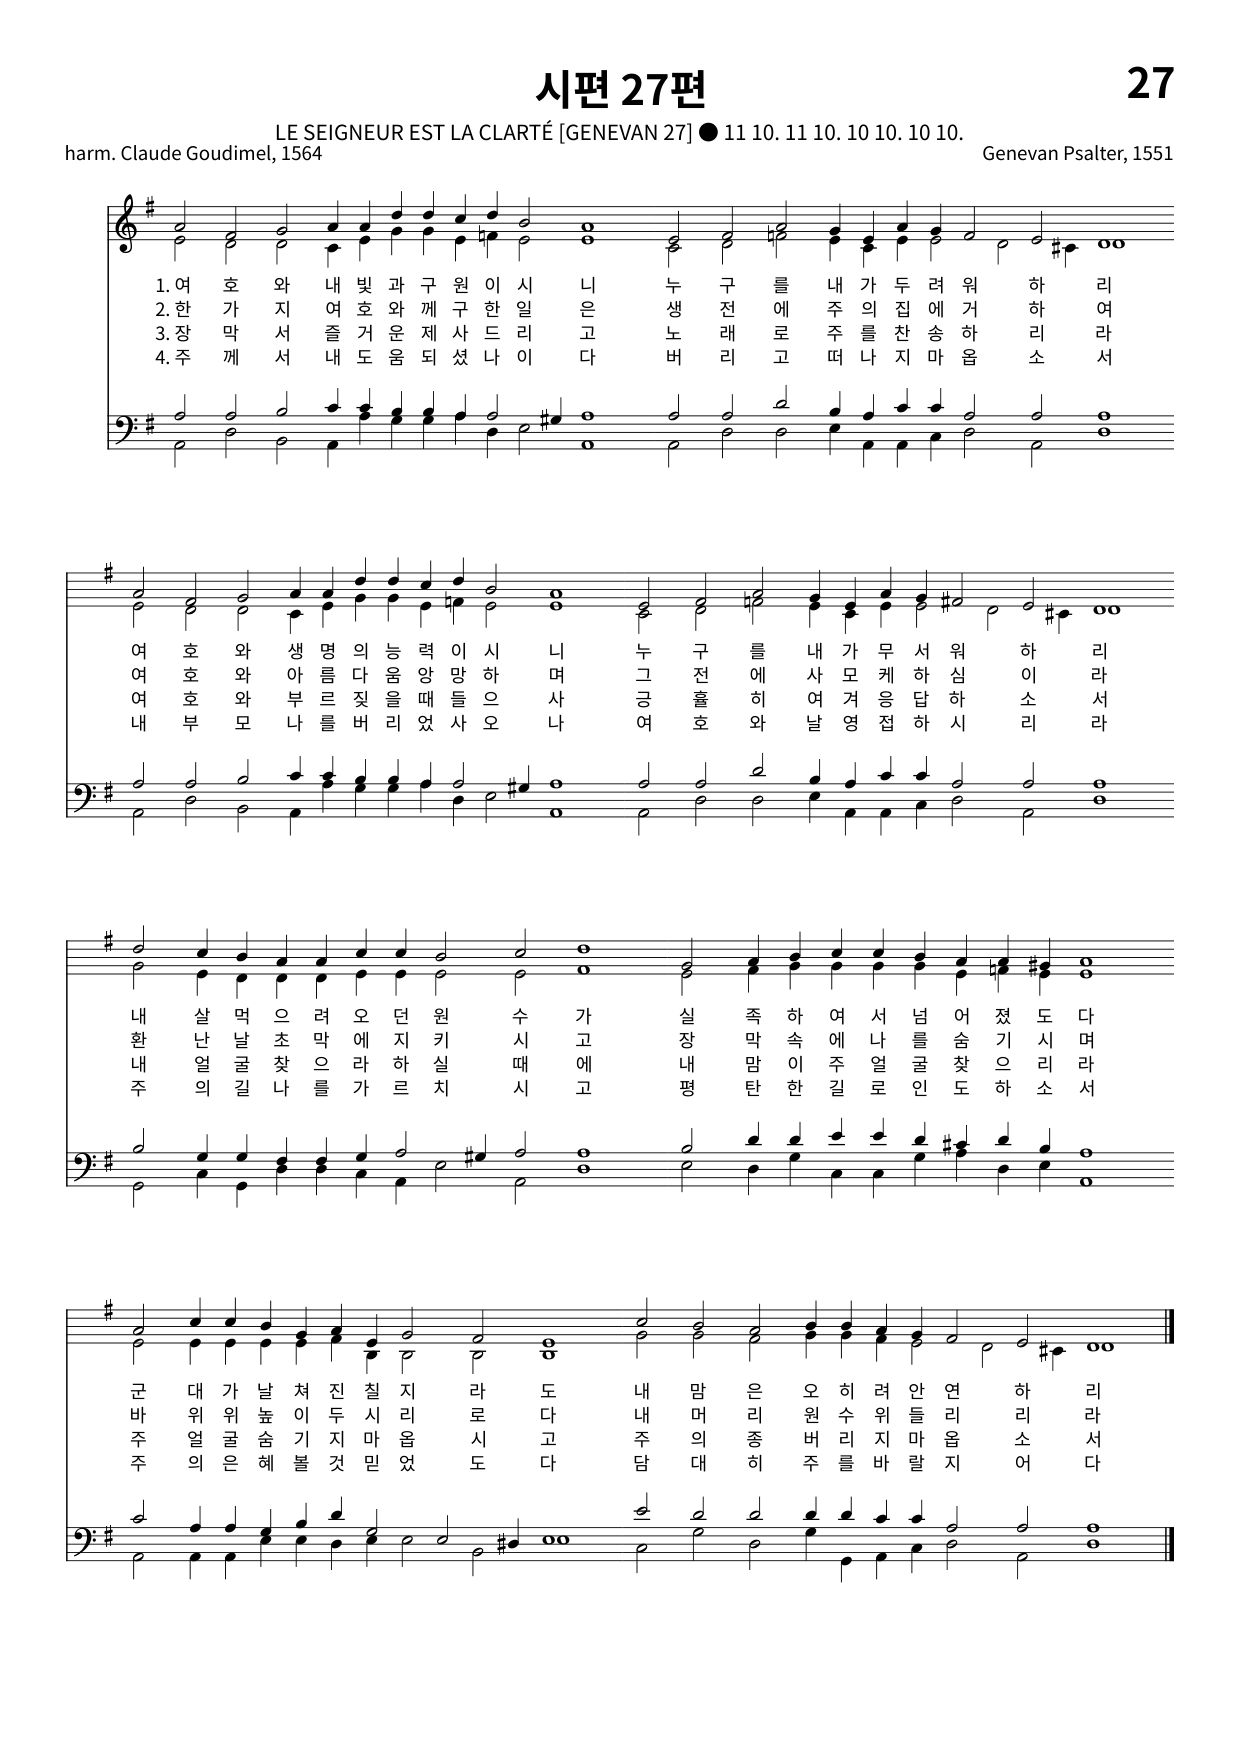 시편 27편
27
LE SEIGNEUR EST LA CLARTÉ [GENEVAN 27] ● 11 10. 11 10. 10 10. 10 10.
harm. Claude Goudimel, 1564
Genevan Psalter, 1551
1. 여 호 와 내 빛 과 구 원 이 시 니 누 구 를 내 가 두 려 워 하 리
2. 한 가 지 여 호 와 께 구 한 일 은 생 전 에 주 의 집 에 거 하 여
3. 장 막 서 즐 거 운 제 사 드 리 고 노 래 로 주 를 찬 송 하 리 라
4. 주 께 서 내 도 움 되 셨 나 이 다 버 리 고 떠 나 지 마 옵 소 서
여 호 와 생 명 의 능 력 이 시 니 누 구 를 내 가 무 서 워 하 리
여 호 와 아 름 다 움 앙 망 하 며 그 전 에 사 모 케 하 심 이 라
여 호 와 부 르 짖 을 때 들 으 사 긍 휼 히 여 겨 응 답 하 소 서
내 부 모 나 를 버 리 었 사 오 나 여 호 와 날 영 접 하 시 리 라
내 살 먹 으 려 오 던 원 수 가 실 족 하 여 서 넘 어 졌 도 다
환 난 날 초 막 에 지 키 시 고 장 막 속 에 나 를 숨 기 시 며
내 얼 굴 찾 으 라 하 실 때 에 내 맘 이 주 얼 굴 찾 으 리 라
주 의 길 나 를 가 르 치 시 고 평 탄 한 길 로 인 도 하 소 서
군 대 가 날 쳐 진 칠 지 라 도 내 맘 은 오 히 려 안 연 하 리
바 위 위 높 이 두 시 리 로 다 내 머 리 원 수 위 들 리 리 라
주 얼 굴 숨 기 지 마 옵 시 고 주 의 종 버 리 지 마 옵 소 서
주 의 은 혜 볼 것 믿 었 도 다 담 대 히 주 를 바 랄 지 어 다